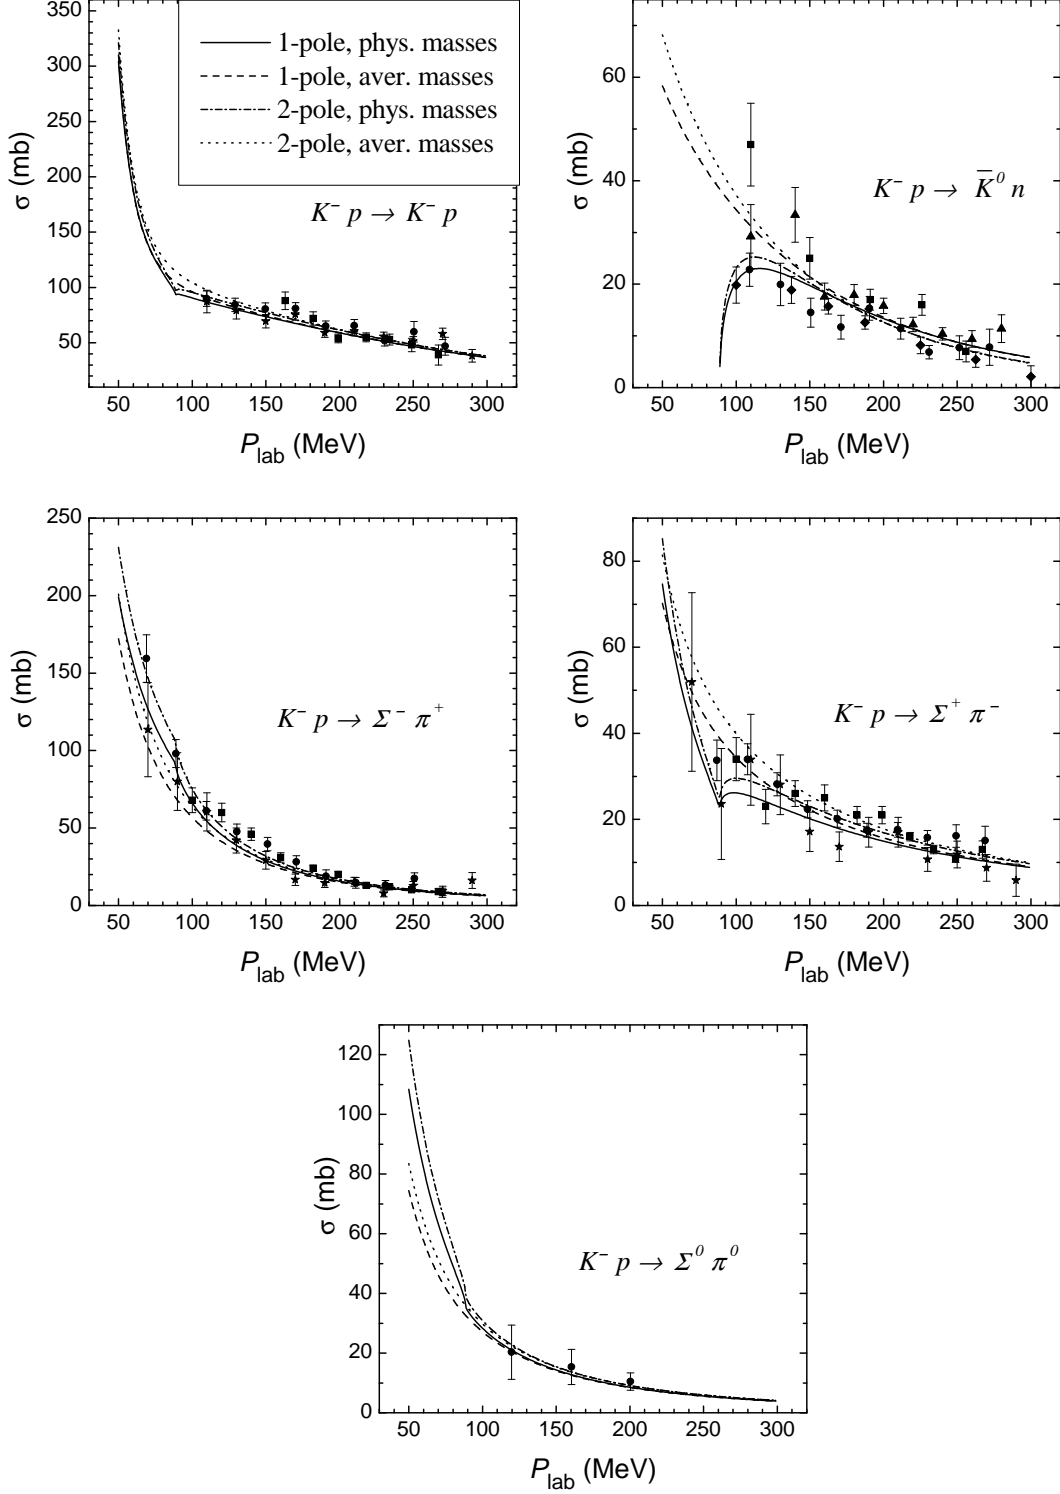 1-pole, phys. masses
1-pole, aver. masses
2-pole, phys. masses
2-pole, aver. masses
350
300
250
200
150
100
50
σ (mb)
K⁻ p → K⁻ p
50 100 150 200 250 300
P_lab (MeV)
60
40
20
0
σ (mb)
K⁻ p → K̅⁰ n
50 100 150 200 250 300
P_lab (MeV)
250
200
150
100
50
0
σ (mb)
K⁻ p → Σ⁻ π⁺
50 100 150 200 250 300
P_lab (MeV)
80
60
40
20
0
σ (mb)
K⁻ p → Σ⁺ π⁻
50 100 150 200 250 300
P_lab (MeV)
120
100
80
60
40
20
0
σ (mb)
K⁻ p → Σ⁰ π⁰
50 100 150 200 250 300
P_lab (MeV)